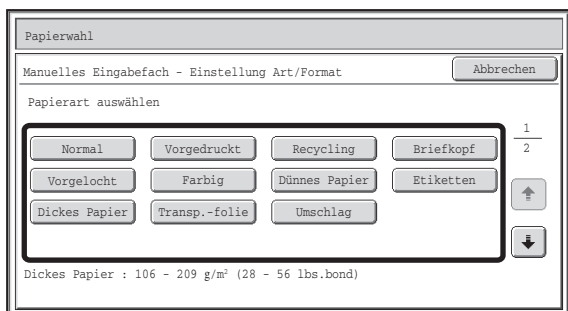 Papierwahl
Manuelles Eingabefach - Einstellung Art/Format Abbrechen
Papierart auswählen
1
Normal Vorgedruckt Recycling Briefkopf 2
Vorgelocht Farbig Dünnes Papier Etiketten
Dickes Papier Transp.-folie Umschlag
Dickes Papier : 106 - 209 g/m² (28 - 56 lbs.bond)